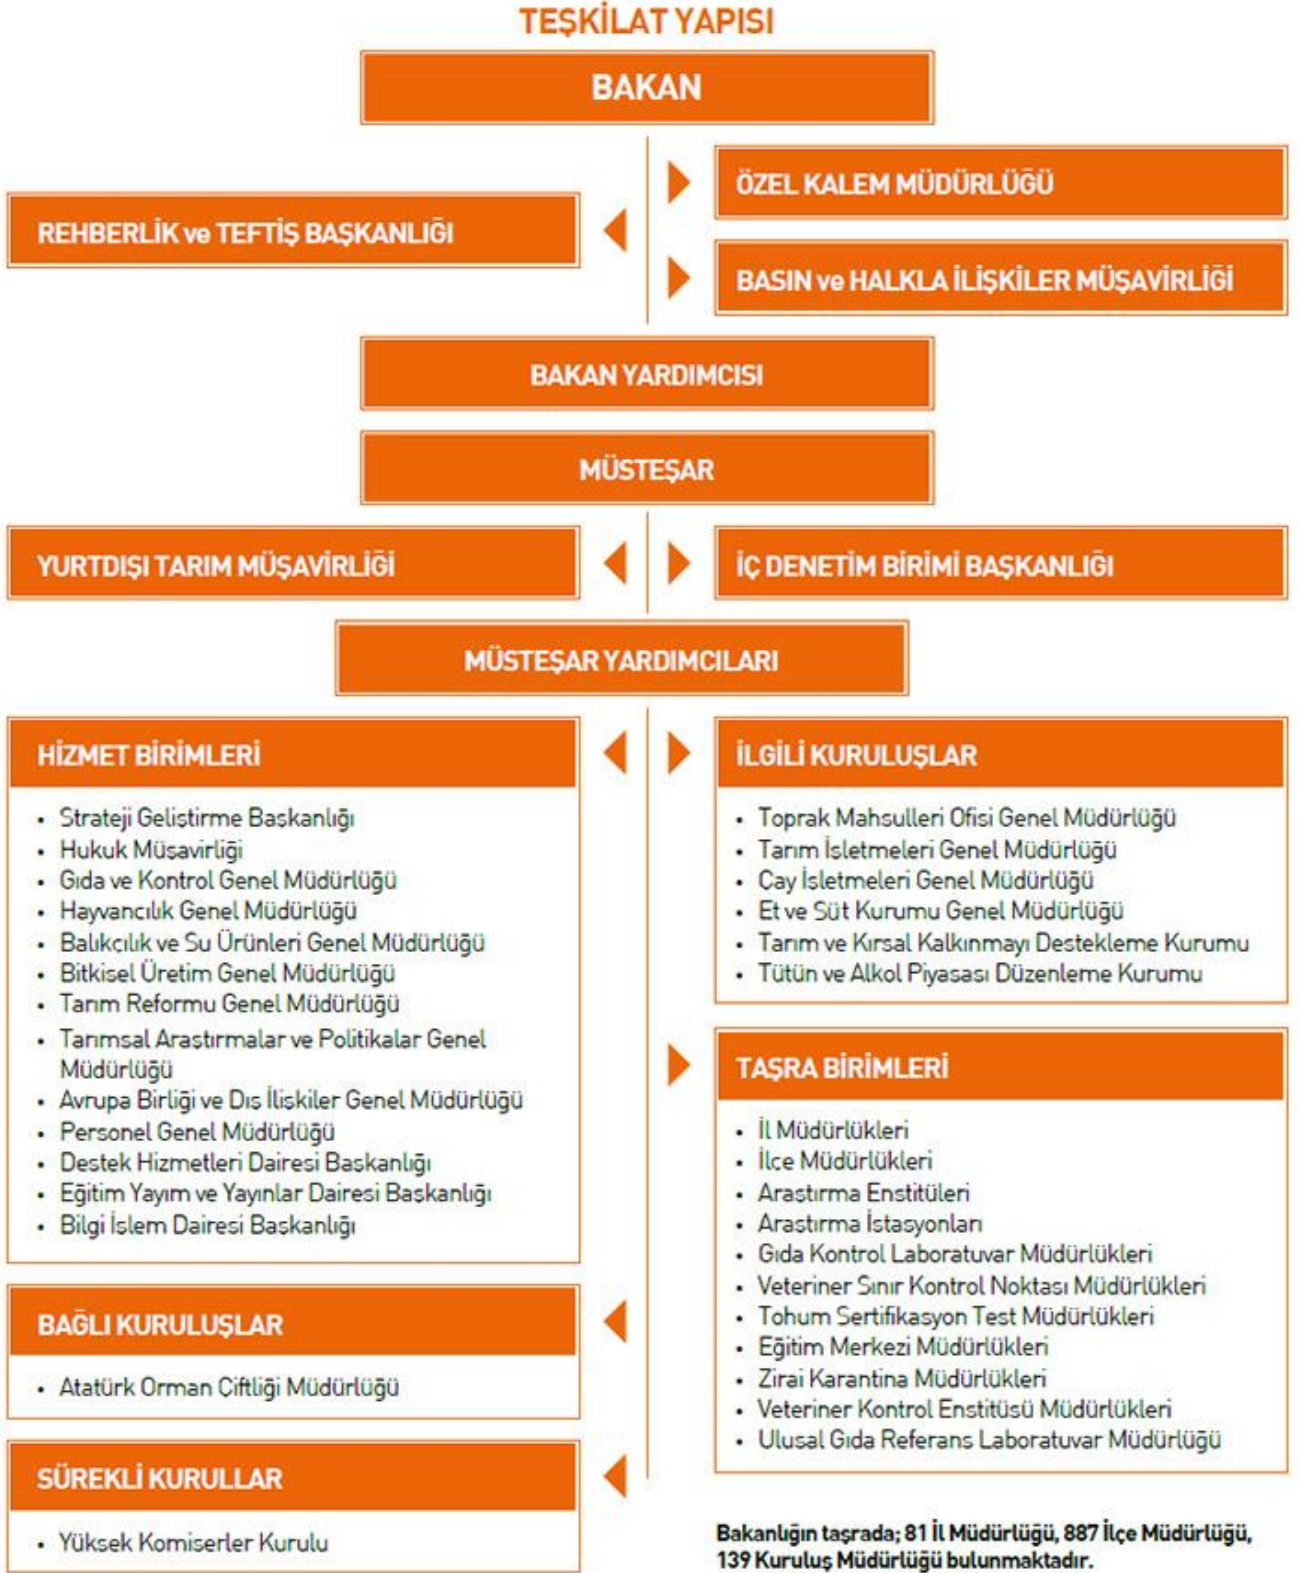 TEŞKİLAT YAPISI
BAKAN
ÖZEL KALEM MÜDÜRLÜĞÜ
REHBERLİK ve TEFTİŞ BAŞKANLIĞI
BASIN ve HALKLA İLİŞKİLER MÜŞAVİRLİĞİ
BAKAN YARDIMCISI
MÜSTEŞAR
YURTDIŞI TARIM MÜŞAVİRLİĞİ
İÇ DENETİM BİRİMİ BAŞKANLIĞI
MÜSTEŞAR YARDIMCILARI
HİZMET BİRİMLERİ
• Strateji Geliştirme Başkanlığı
• Hukuk Müşavirliği
• Gıda ve Kontrol Genel Müdürlüğü
• Hayvancılık Genel Müdürlüğü
• Balıkçılık ve Su Ürünleri Genel Müdürlüğü
• Bitkisel Üretim Genel Müdürlüğü
• Tarım Reformu Genel Müdürlüğü
• Tarımsal Araştırmalar ve Politikalar Genel
Müdürlüğü
• Avrupa Birliği ve Dış İlişkiler Genel Müdürlüğü
• Personel Genel Müdürlüğü
• Destek Hizmetleri Dairesi Başkanlığı
• Eğitim Yayım ve Yayınlar Dairesi Başkanlığı
• Bilgi İşlem Dairesi Başkanlığı
BAĞLI KURULUŞLAR
• Atatürk Orman Çiftliği Müdürlüğü
SÜREKLİ KURULLAR
• Yüksek Komiserler Kurulu
İLGİLİ KURULUŞLAR
• Toprak Mahsulleri Ofisi Genel Müdürlüğü
• Tarım İşletmeleri Genel Müdürlüğü
• Çay İşletmeleri Genel Müdürlüğü
• Et ve Süt Kurumu Genel Müdürlüğü
• Tarım ve Kırsal Kalkınmayı Destekleme Kurumu
• Tütün ve Alkol Piyasası Düzenleme Kurumu
TAŞRA BİRİMLERİ
• İl Müdürlükleri
• İlçe Müdürlükleri
• Araştırma Enstitüleri
• Araştırma İstasyonları
• Gıda Kontrol Laboratuvar Müdürlükleri
• Veteriner Sınır Kontrol Noktası Müdürlükleri
• Tohum Sertifikasyon Test Müdürlükleri
• Eğitim Merkezi Müdürlükleri
• Zirai Karantina Müdürlükleri
• Veteriner Kontrol Enstitüsü Müdürlükleri
• Ulusal Gıda Referans Laboratuvar Müdürlüğü
Bakanlığın taşrada; 81 İl Müdürlüğü, 887 İlçe Müdürlüğü,
139 Kuruluş Müdürlüğü bulunmaktadır.